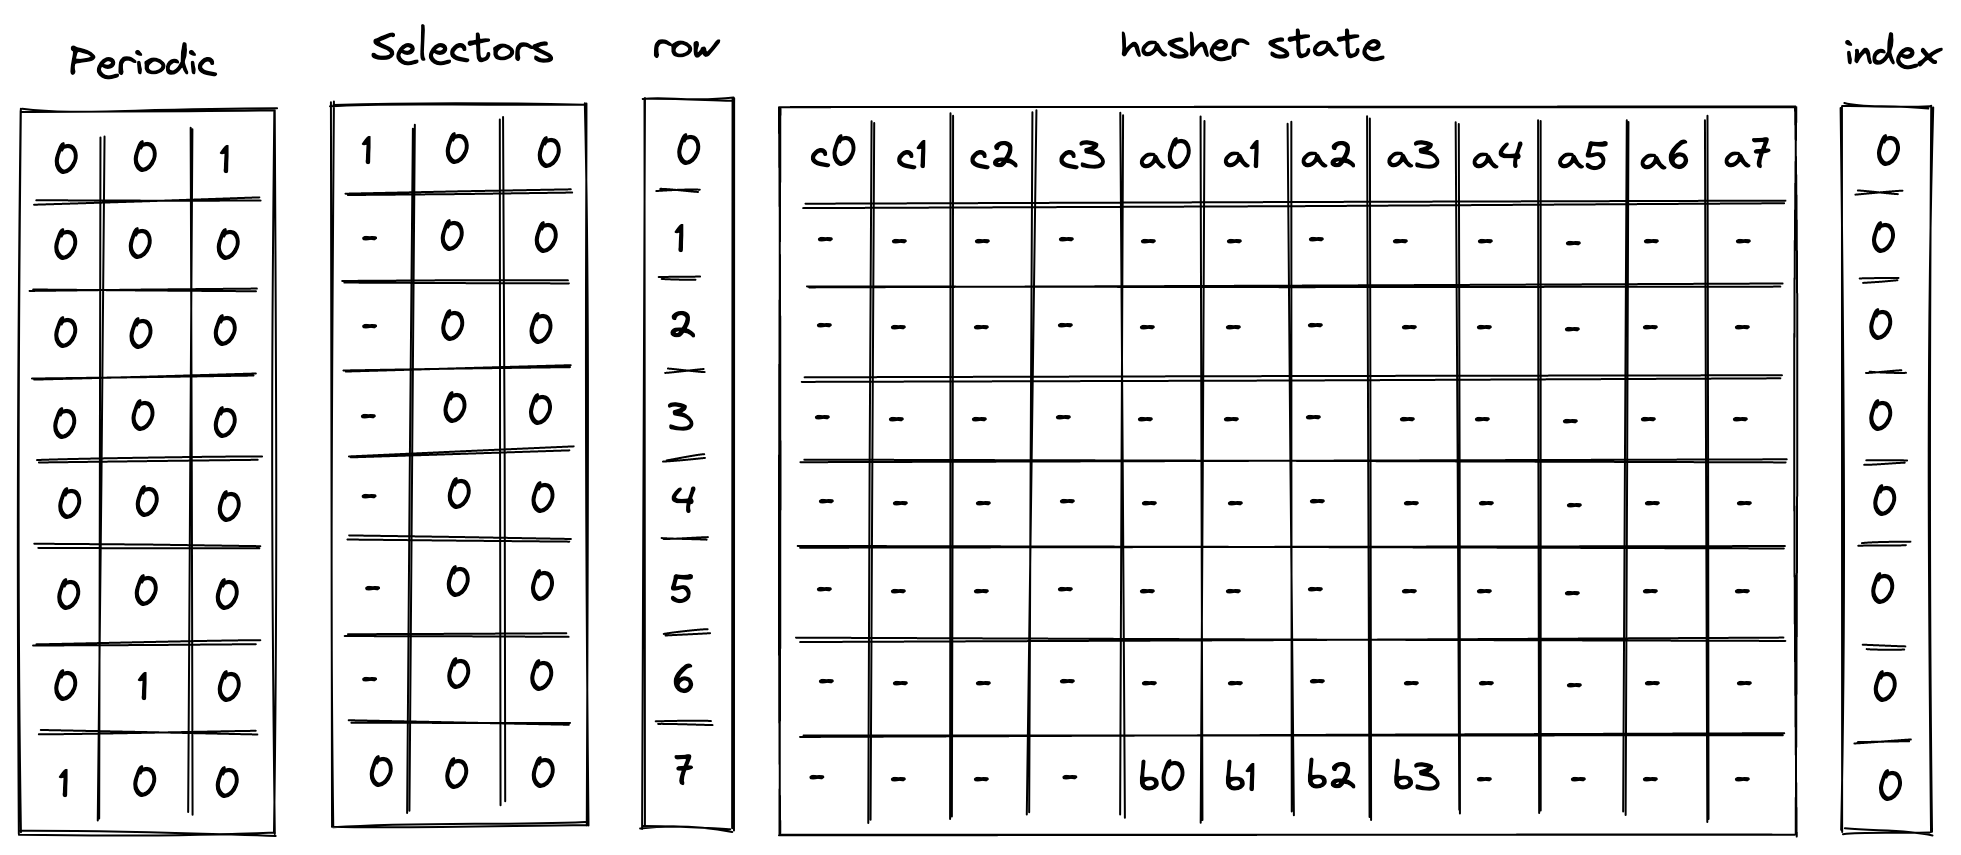 Periodic Selectors row hasher state index
0 0 1 1 0 0 0 c0 c1 c2 c3 a0 a1 a2 a3 a4 a5 a6 a7 0
0 0 0 - 0 0 1 - - - - - - - - - - - - 0
0 0 0 - 0 0 2 - - - - - - - - - - - - 0
0 0 0 - 0 0 3 - - - - - - - - - - - - 0
0 0 0 - 0 0 4 - - - - - - - - - - - - 0
0 0 0 - 0 0 5 - - - - - - - - - - - - 0
0 1 0 - 0 0 6 - - - - - - - - - - - - 0
1 0 0 0 0 0 7 - - - - b0 b1 b2 b3 - - - - 0